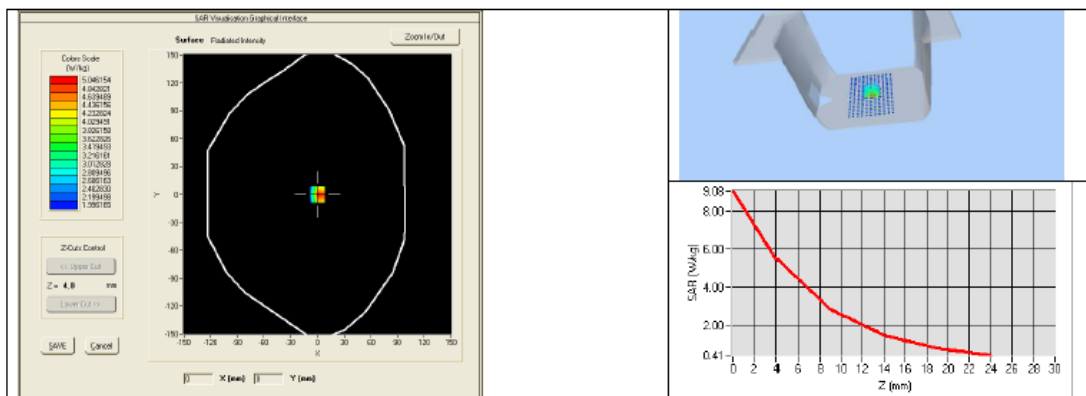 SAR Visualisation Graphical Interface
Surface Radiated Intensity
Zoom In/Out
Colors Scale
(W/kg)
5.046154
4.842821
4.639489
4.436156
4.232824
4.029491
3.826159
3.622826
3.419493
3.216161
3.012828
2.809496
2.606163
2.402830
2.199498
1.996165
Z-Cuts Control
<< Upper Cut
Z = 4.0 mm
Lower Cut >>
SAVE Cancel
150
120
90
60
30
Y 0
-30
-60
-90
-120
-150
-150 -120 -90 -60 -30 0 30 60 90 120 150
X
0 X (mm) Y (mm)
9.08
8.00
6.00
4.00
2.00
0.41
SAR (W/kg)
0 2 4 6 8 10 12 14 16 18 20 22 24 26 28 30
Z (mm)